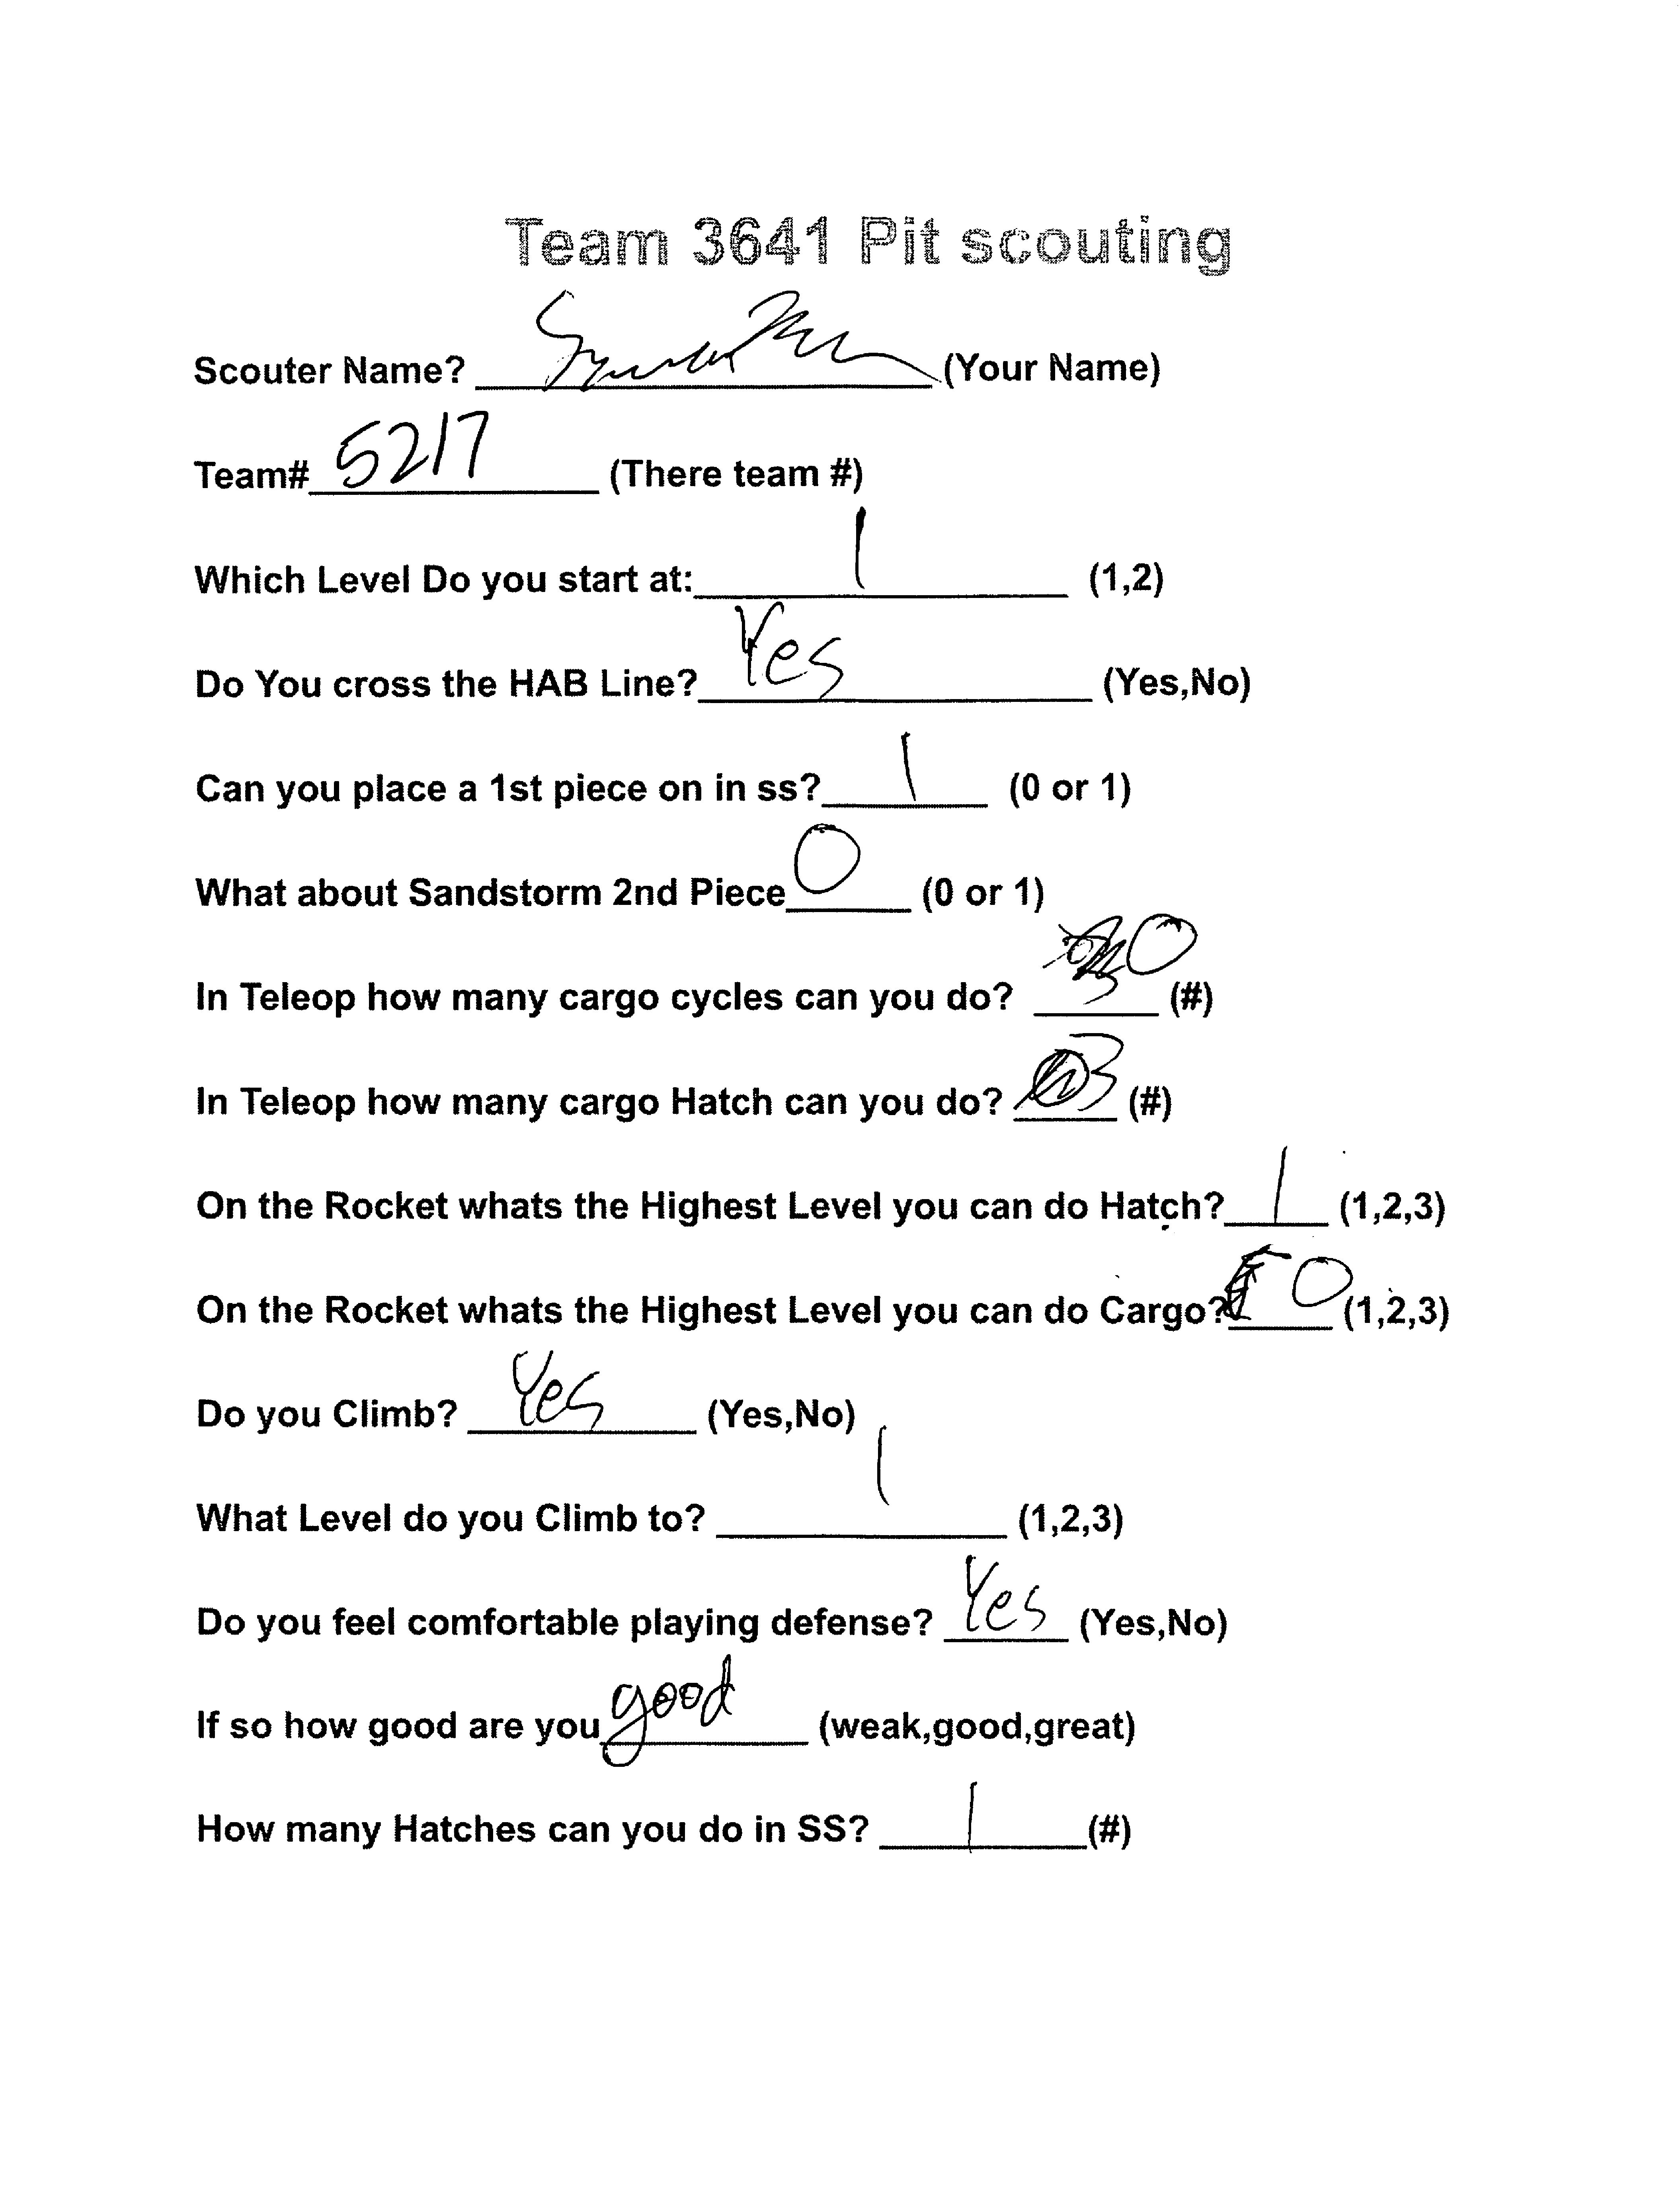 Team 3641 Pit scouting
Scouter Name? (Your Name)
Team# 5217 (There team #)
Which Level Do you start at: 1 (1,2)
Do You cross the HAB Line? Yes (Yes,No)
Can you place a 1st piece on in ss? 1 (0 or 1)
What about Sandstorm 2nd Piece 0 (0 or 1)
In Teleop how many cargo cycles can you do? 0 (#)
In Teleop how many cargo Hatch can you do? 3 (#)
On the Rocket whats the Highest Level you can do Hatch? 1 (1,2,3)
On the Rocket whats the Highest Level you can do Cargo? 0 (1,2,3)
Do you Climb? Yes (Yes,No)
What Level do you Climb to? 1 (1,2,3)
Do you feel comfortable playing defense? Yes (Yes,No)
If so how good are you good (weak,good,great)
How many Hatches can you do in SS? 1 (#)